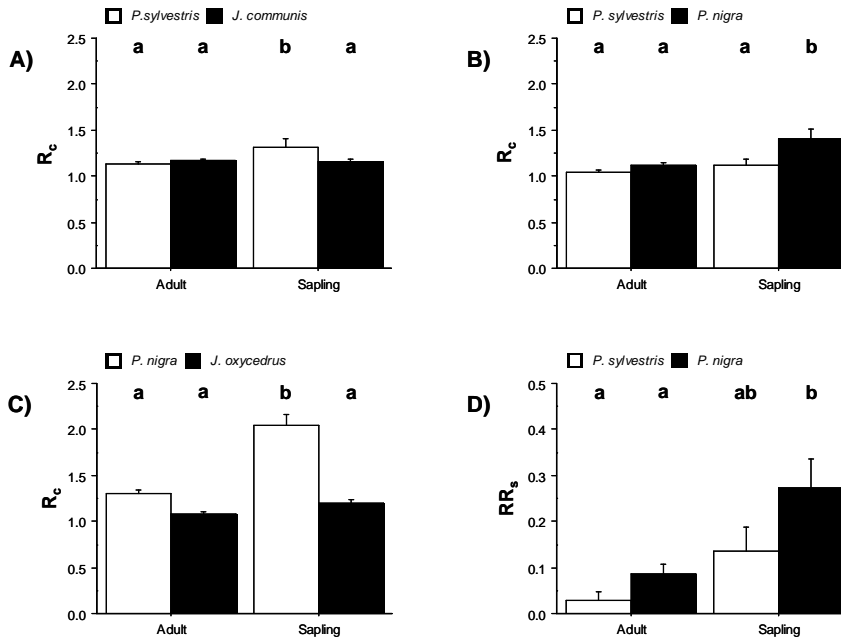 P.sylvestris J. communis
A)
2.5
2.0
1.5
1.0
0.5
0.0
Rc
a a b a
Adult Sapling
P. sylvestris P. nigra
B)
2.5
2.0
1.5
1.0
0.5
0.0
Rc
a a a b
Adult Sapling
P. nigra J. oxycedrus
C)
2.5
2.0
1.5
1.0
0.5
0.0
Rc
a a b a
Adult Sapling
P. sylvestris P. nigra
D)
0.5
0.4
0.3
0.2
0.1
0.0
RRs
a a ab b
Adult Sapling